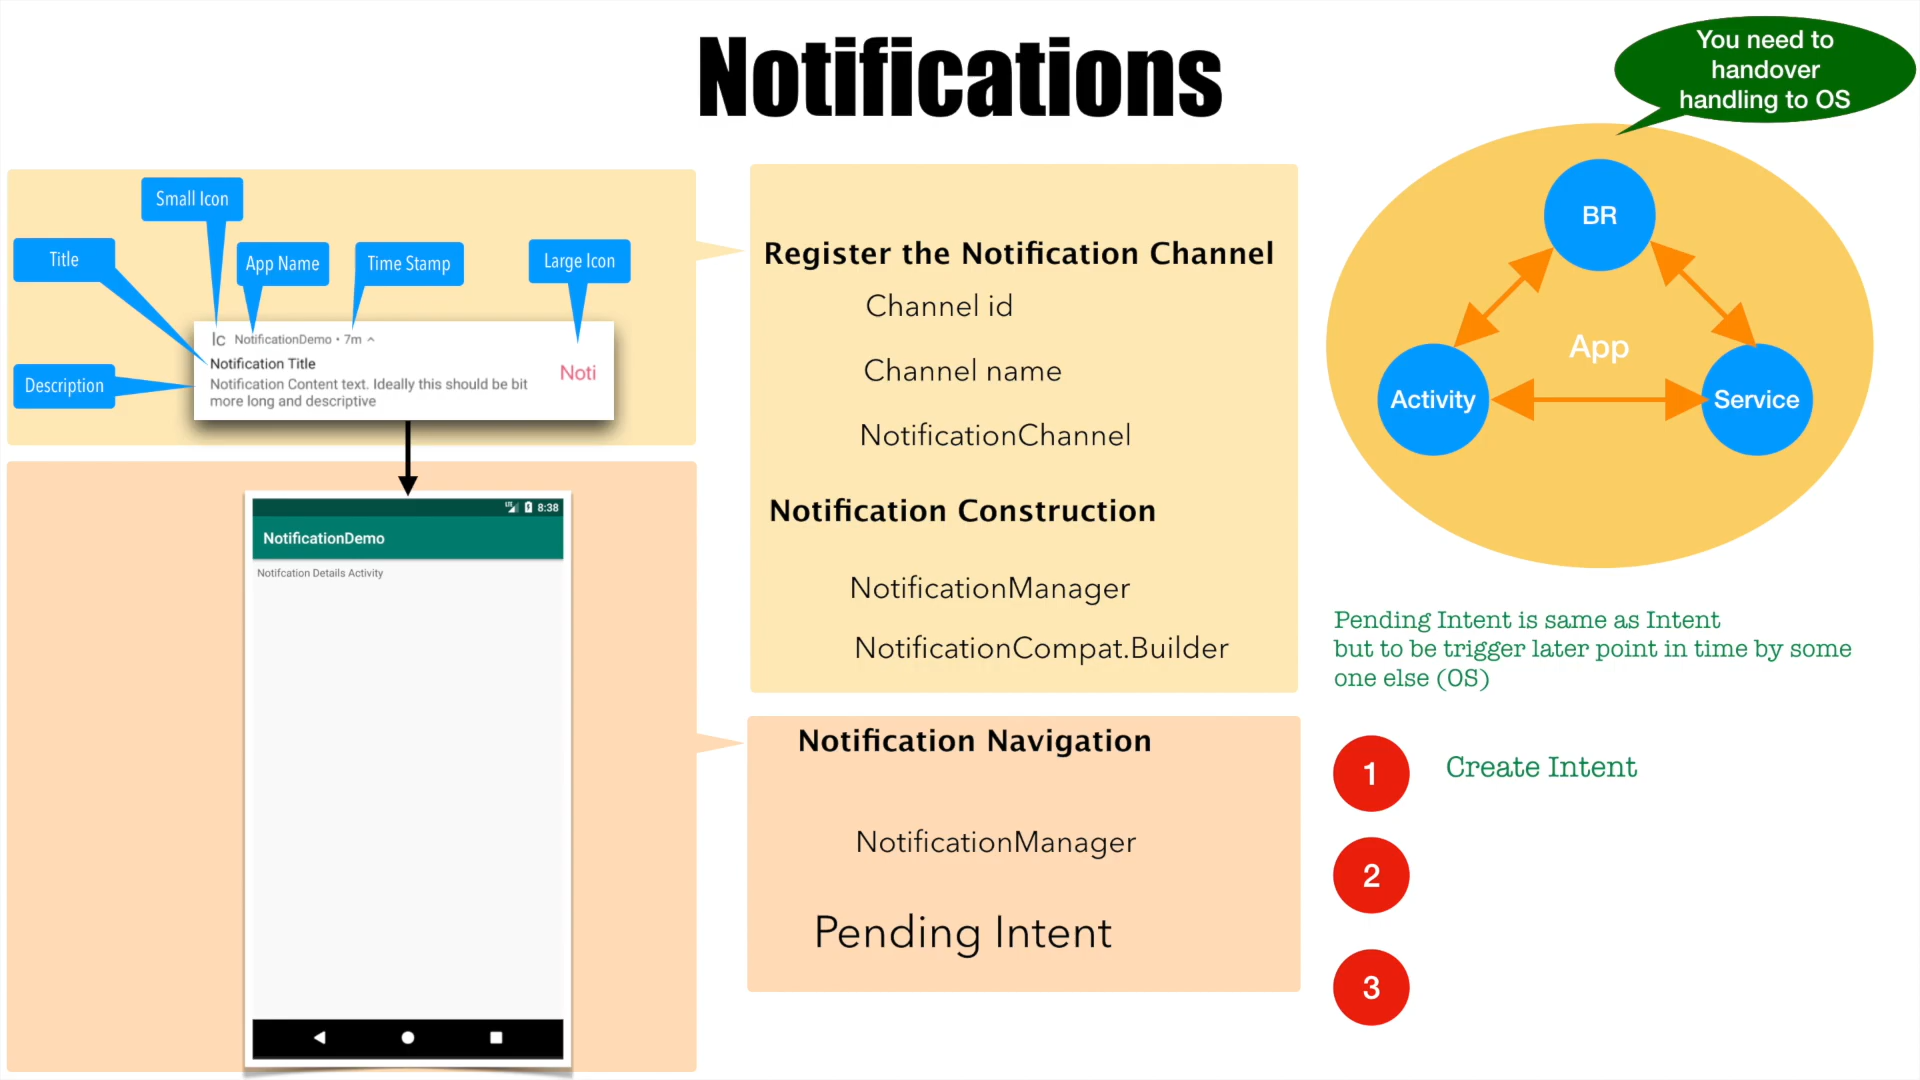 Notifications
You need to
handover
handling to OS
Small Icon
Title
App Name
Time Stamp
Large Icon
Description
Ic NotificationDemo • 7m
Notification Title
Notification Content text. Ideally this should be bit
more long and descriptive
Noti
LTE 8:38
NotificationDemo
Notifcation Details Activity
Register the Notification Channel
Channel id
Channel name
NotificationChannel
Notification Construction
NotificationManager
NotificationCompat.Builder
Notification Navigation
NotificationManager
Pending Intent
BR
App
Activity
Service
Pending Intent is same as Intent
but to be trigger later point in time by some
one else (OS)
1 Create Intent
2
3